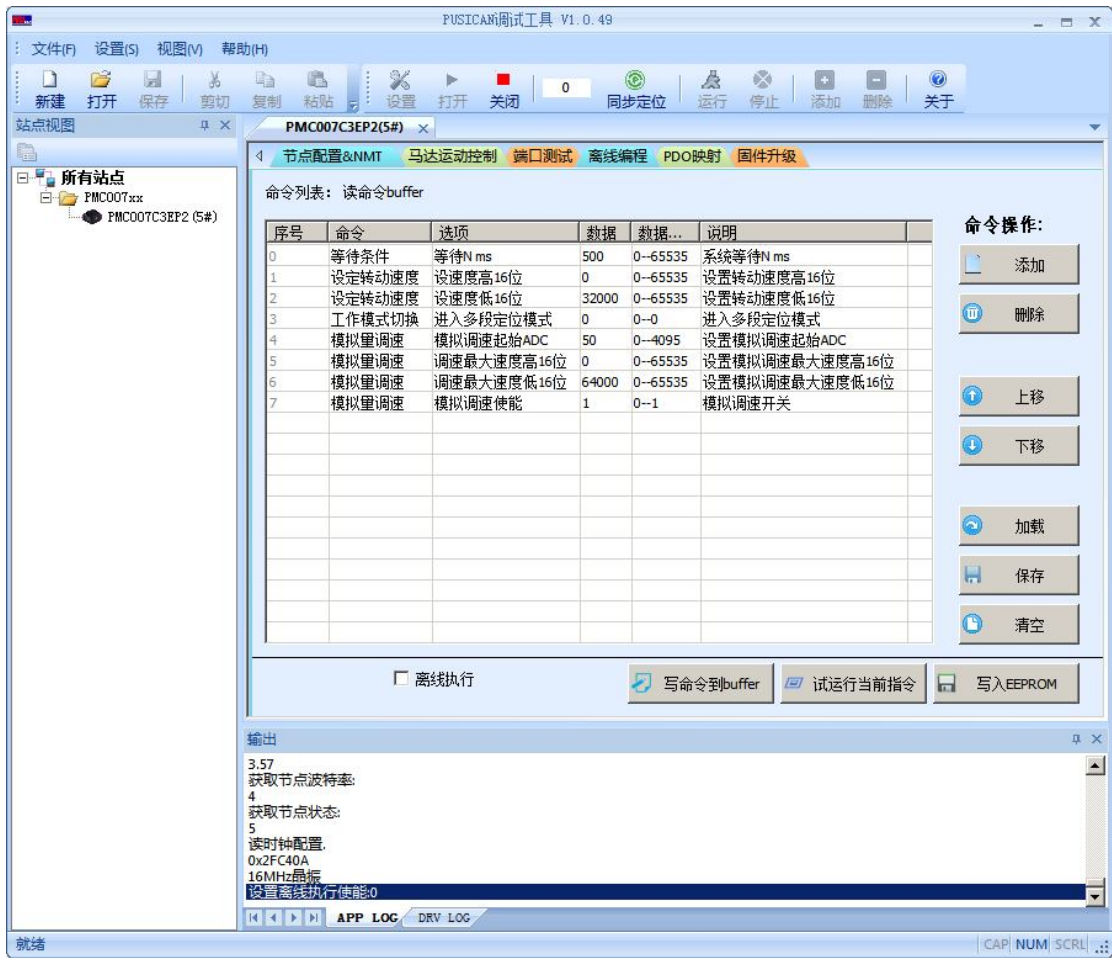 PUSICAN调试工具 V1.0.49
文件(F) 设置(S) 视图(V) 帮助(H)
新建 打开 保存 剪切 复制 粘贴 设置 打开 关闭 0 同步定位 运行 停止 添加 删除 关于
站点视图
PMC007C3EP2(5#)
所有站点
PMC007xx
PMC007C3EP2 (5#)
节点配置&NMT 马达运动控制 端口测试 离线编程 PDO映射 固件升级
命令列表: 读命令buffer
序号 命令 选项 数据 数据... 说明
0 等待条件 等待N ms 500 0--65535 系统等待N ms
1 设定转动速度 设速度高16位 0 0--65535 设置转动速度高16位
2 设定转动速度 设速度低16位 32000 0--65535 设置转动速度低16位
3 工作模式切换 进入多段定位模式 0 0--0 进入多段定位模式
4 模拟量调速 模拟调速起始ADC 50 0--4095 设置模拟调速起始ADC
5 模拟量调速 调速最大速度高16位 0 0--65535 设置模拟调速最大速度高16位
6 模拟量调速 调速最大速度低16位 64000 0--65535 设置模拟调速最大速度低16位
7 模拟量调速 模拟调速使能 1 0--1 模拟调速开关
命令操作:
添加
删除
上移
下移
加载
保存
清空
离线执行 写命令到buffer 试运行当前指令 写入EEPROM
输出
3.57
获取节点波特率:
4
获取节点状态:
5
读时钟配置.
0x2FC40A
16MHz晶振
设置离线执行使能:0
APP LOG DRV LOG
就绪 CAP NUM SCRL